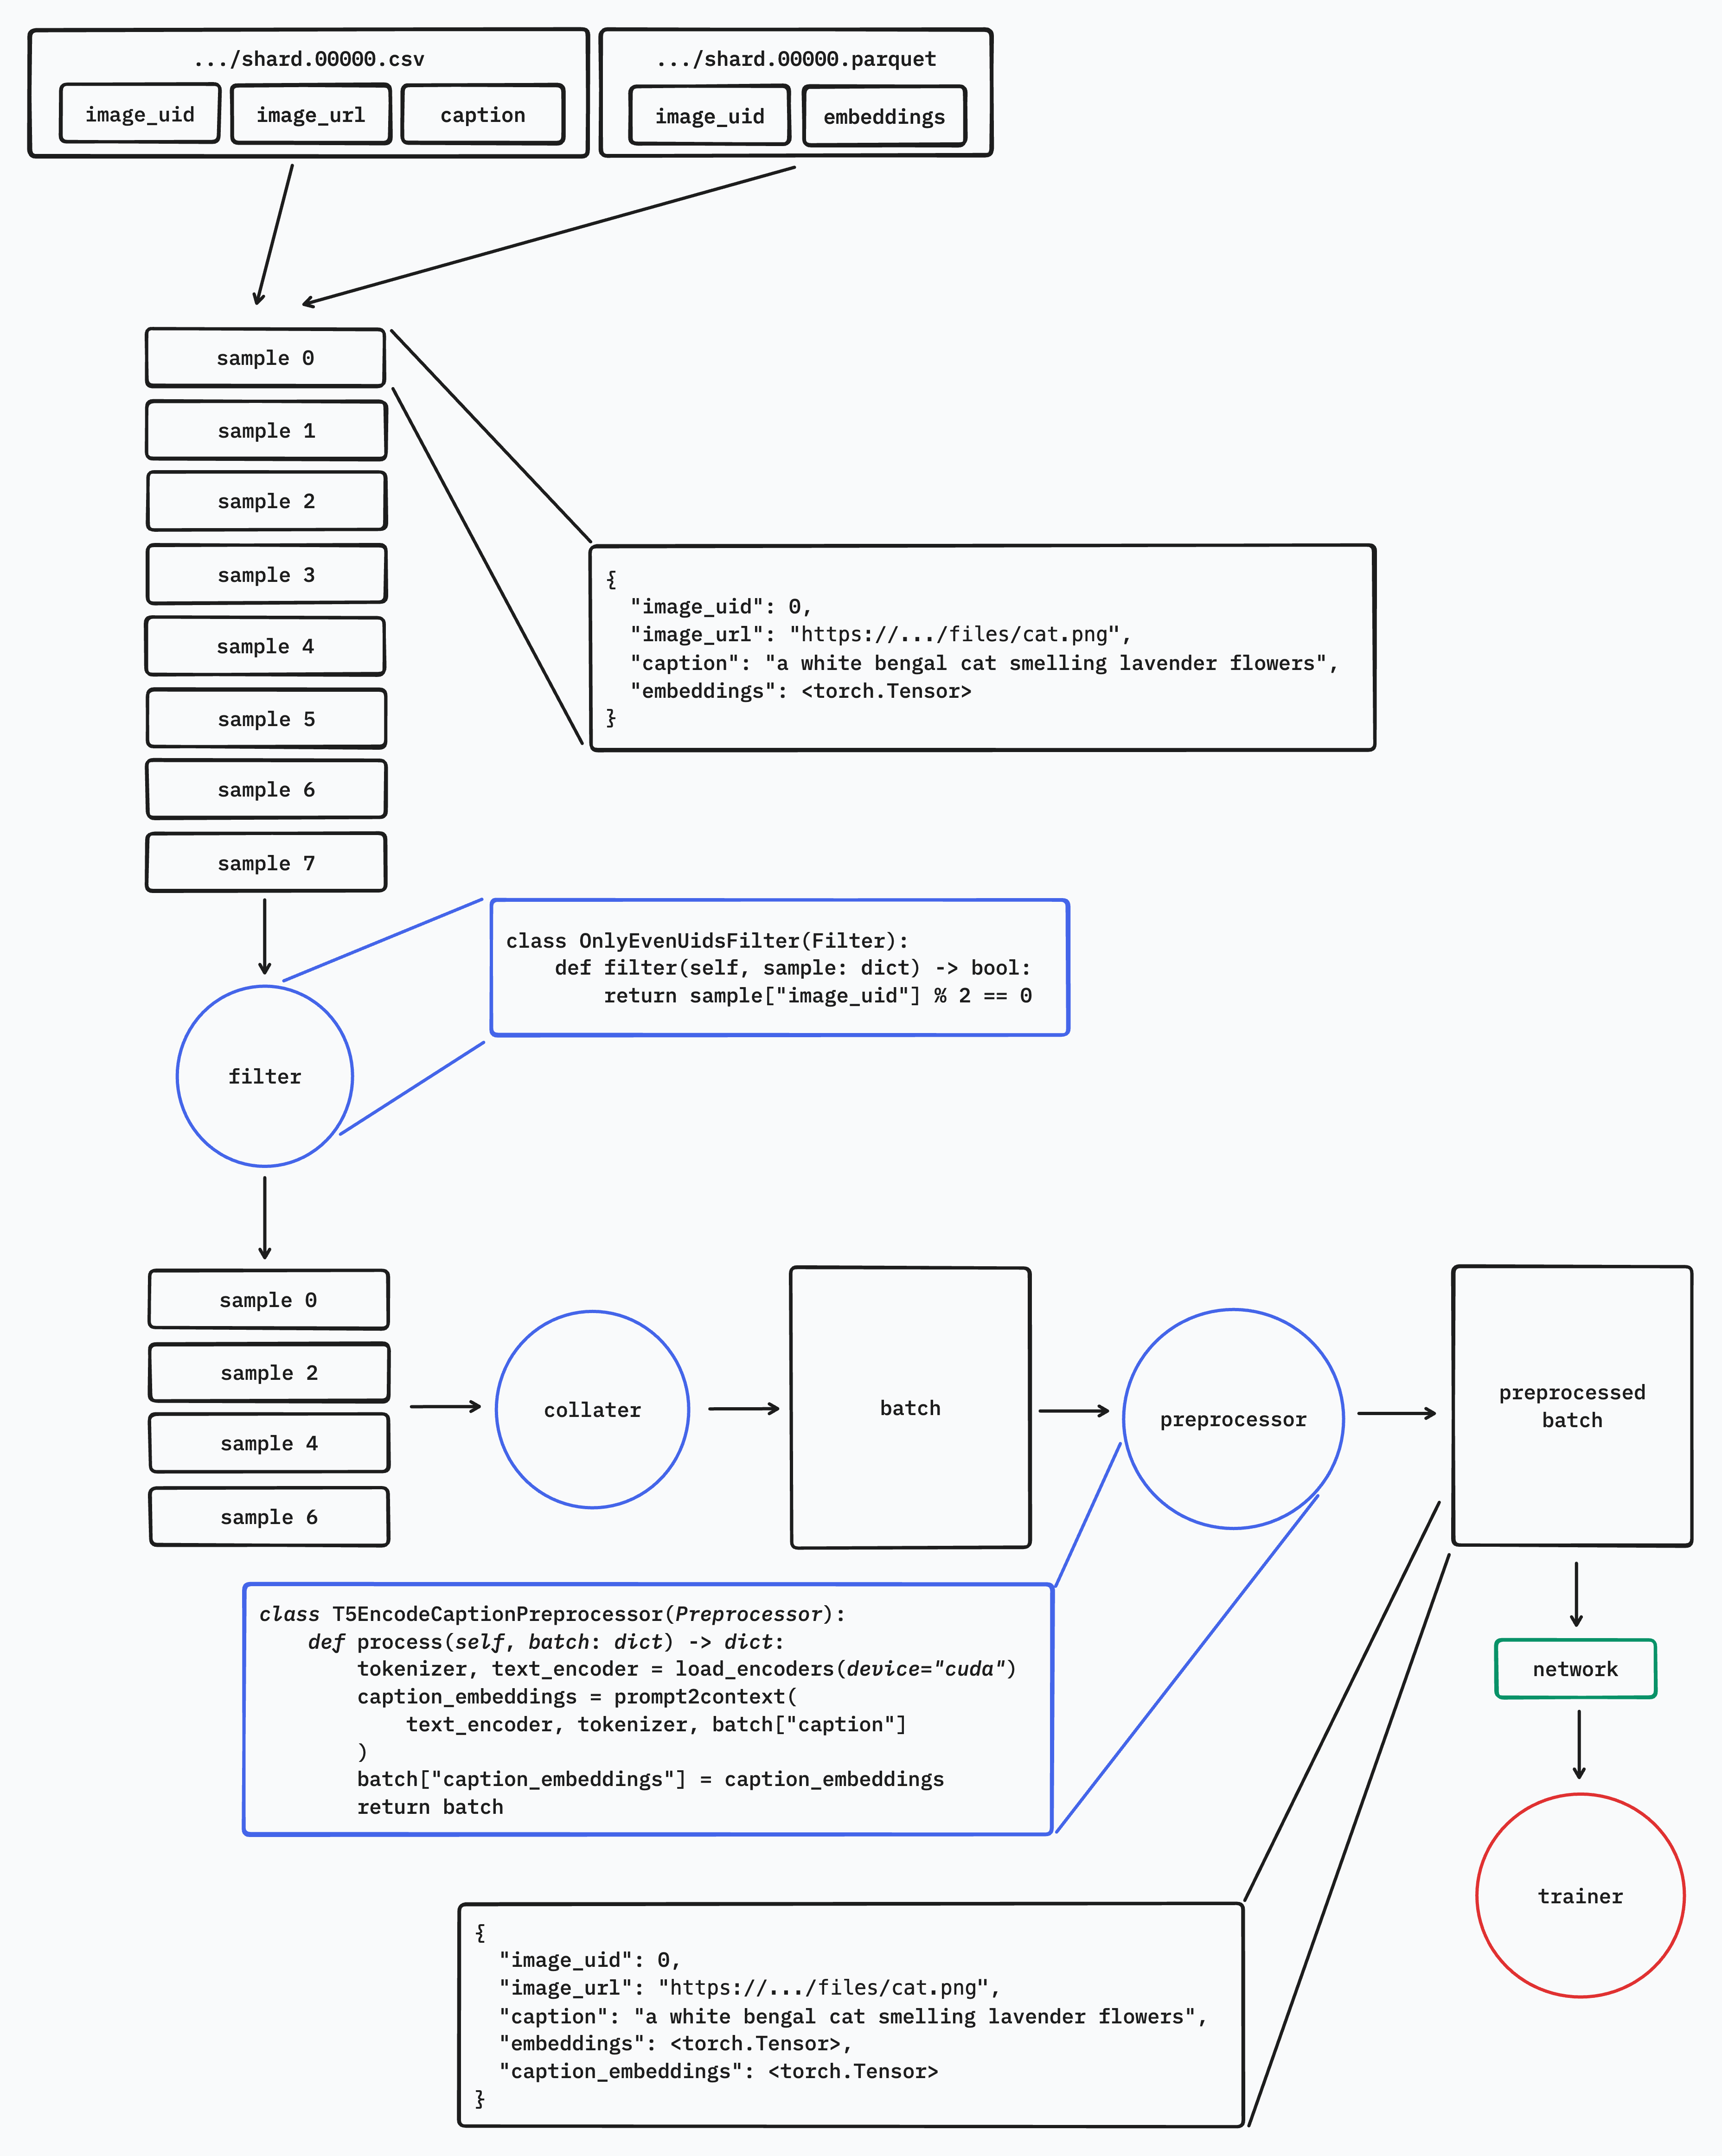 .../shard.00000.csv
image_uid
image_url
caption
.../shard.00000.parquet
image_uid
embeddings
sample 0
sample 1
sample 2
sample 3
sample 4
sample 5
sample 6
sample 7
{
  "image_uid": 0,
  "image_url": "https://.../files/cat.png",
  "caption": "a white bengal cat smelling lavender flowers",
  "embeddings": <torch.Tensor>
}
class OnlyEvenUidsFilter(Filter):
    def filter(self, sample: dict) -> bool:
        return sample["image_uid"] % 2 == 0
filter
sample 0
sample 2
sample 4
sample 6
collater
batch
preprocessor
preprocessed
batch
class T5EncodeCaptionPreprocessor(Preprocessor):
    def process(self, batch: dict) -> dict:
        tokenizer, text_encoder = load_encoders(device="cuda")
        caption_embeddings = prompt2context(
            text_encoder, tokenizer, batch["caption"]
        )
        batch["caption_embeddings"] = caption_embeddings
        return batch
network
trainer
{
  "image_uid": 0,
  "image_url": "https://.../files/cat.png",
  "caption": "a white bengal cat smelling lavender flowers",
  "embeddings": <torch.Tensor>,
  "caption_embeddings": <torch.Tensor>
}